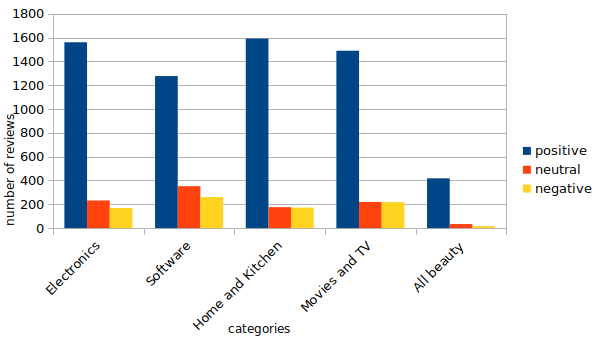 1800
1600
1400
1200
1000
800
600
400
200
0
number of reviews
Electronics
Software
Home and Kitchen
Movies and TV
All beauty
categories
positive
neutral
negative